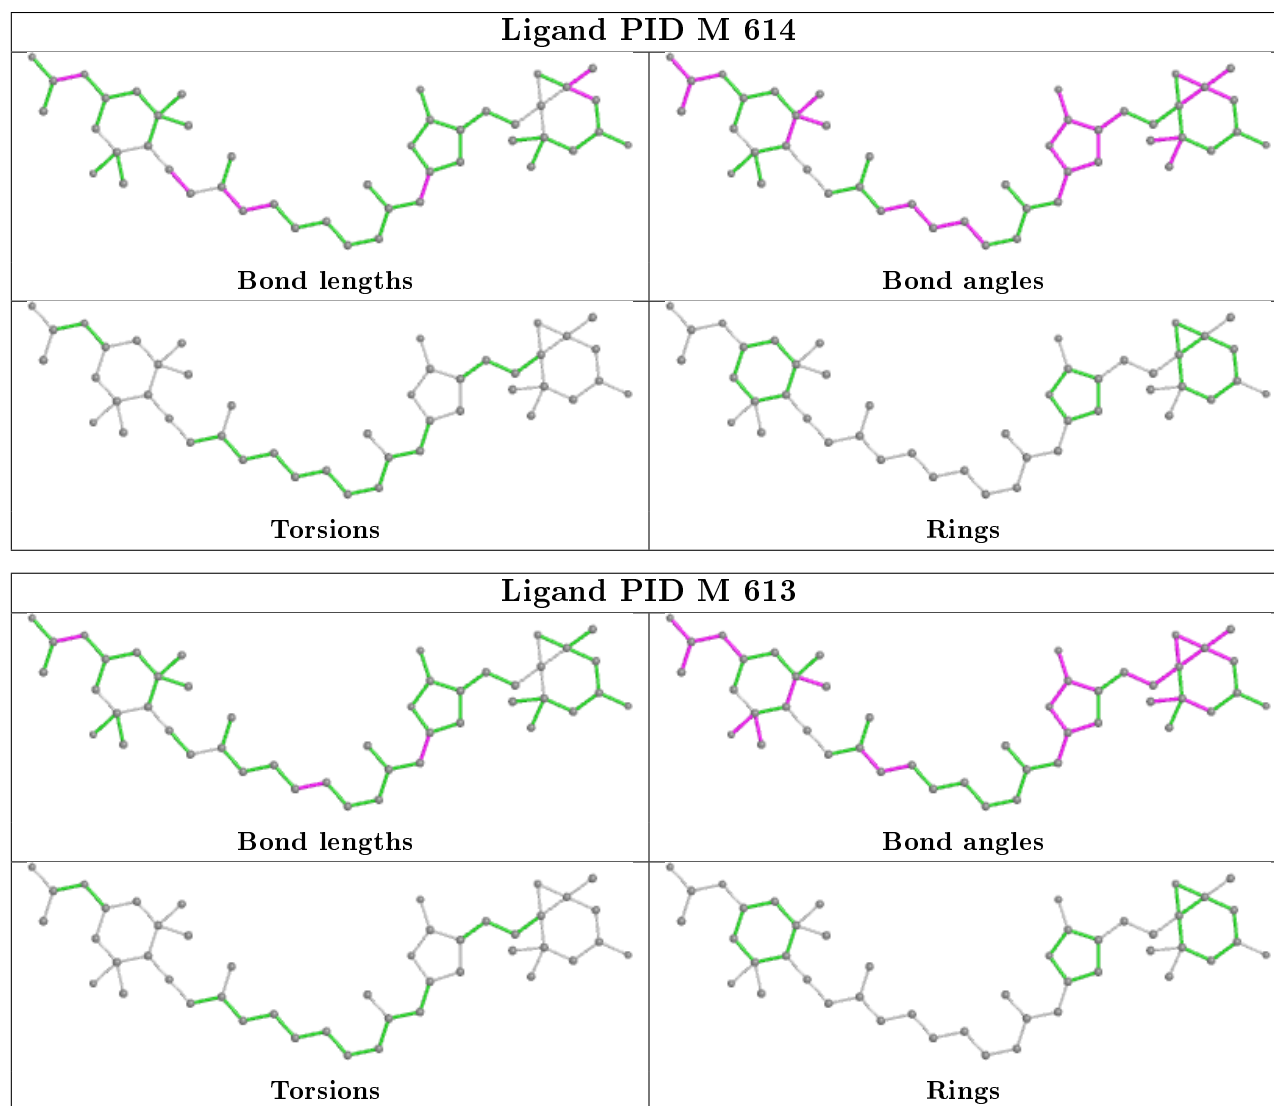 Ligand PID M 614
Bond lengths
Bond angles
Torsions
Rings
Ligand PID M 613
Bond lengths
Bond angles
Torsions
Rings